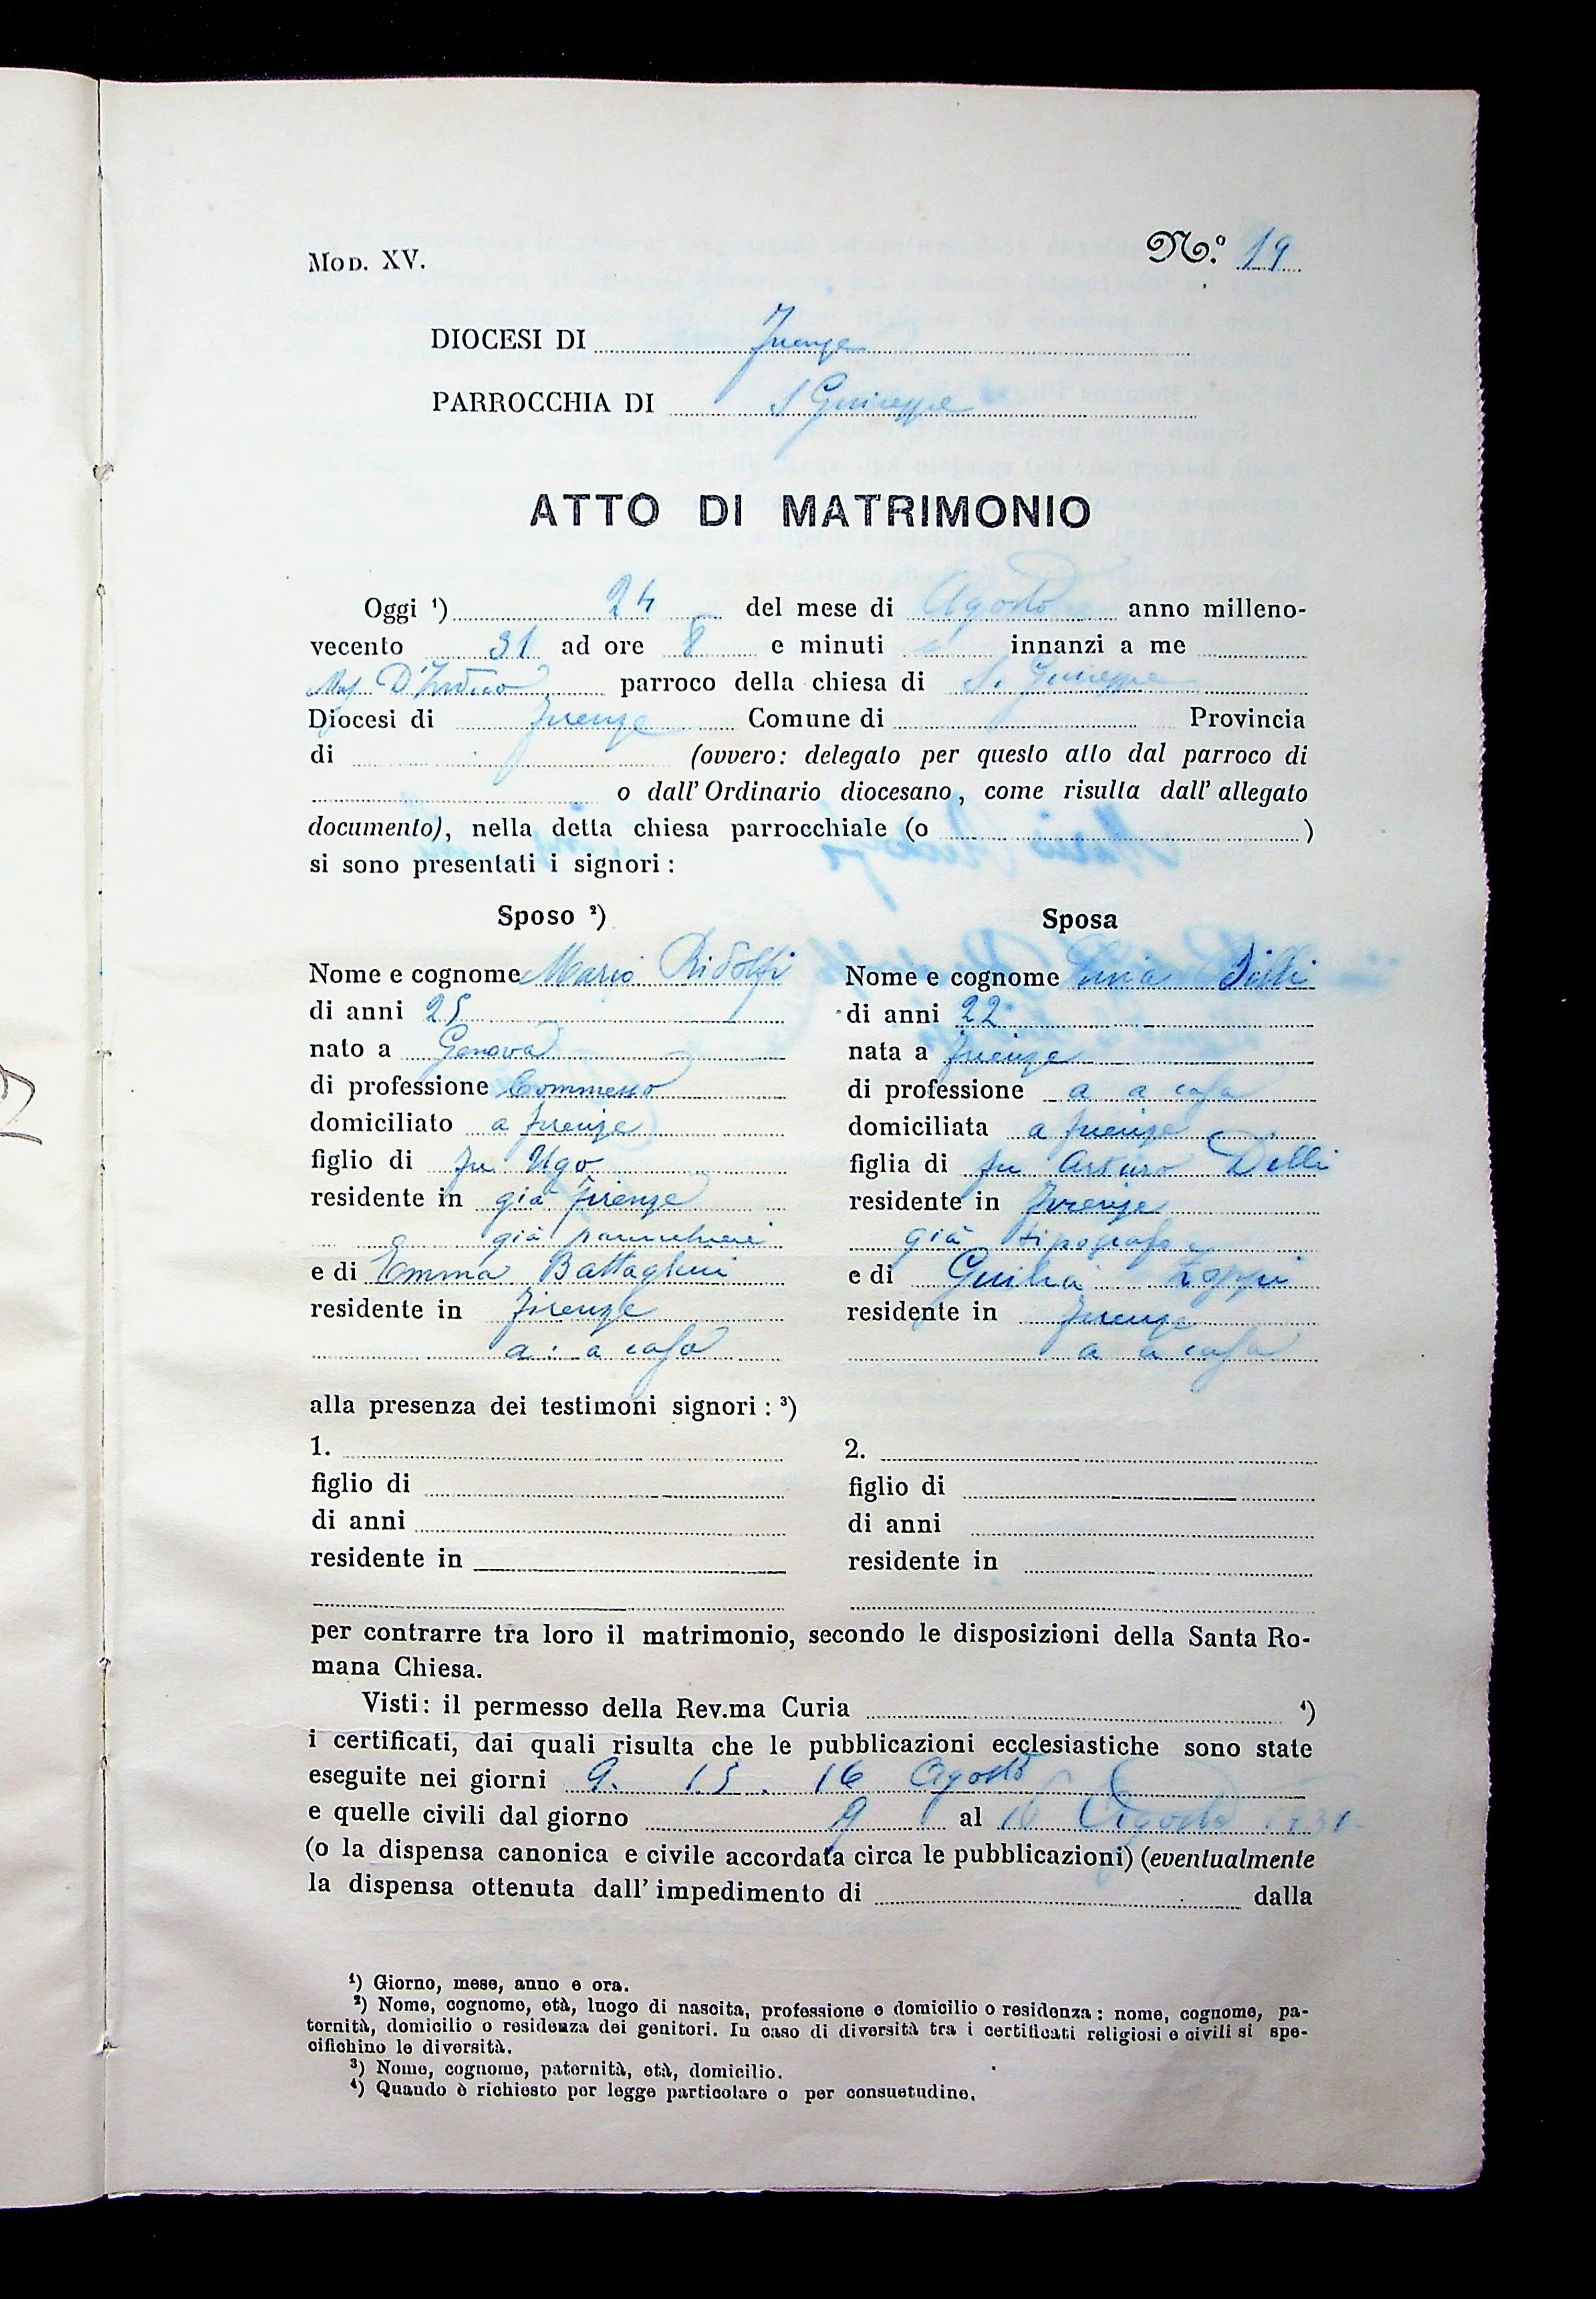 Mod. XV.
N.º 19
DIOCESI DI Firenze
PARROCCHIA DI S Giuseppe
ATTO DI MATRIMONIO
Oggi ¹) 24 del mese di Agosto anno milleno-
vecento 31 ad ore 8 e minuti innanzi a me
parroco della chiesa di S. Giuseppe
Diocesi di Firenze Comune di Provincia
di (ovvero: delegato per questo atto dal parroco di
o dall'Ordinario diocesano, come risulta dall'allegato
documento), nella detta chiesa parrocchiale (o )
si sono presentati i signori:
Sposo ²)
Nome e cognome Mario Ridolfi
di anni 25
nato a Genova
di professione Commesso
domiciliato a Firenze
figlio di fu Ugo
residente in già Firenze
già parrucchiere
e di Emma Battaglini
residente in Firenze
a. a casa
Sposa
Nome e cognome Dilli
di anni 22
nata a Firenze
di professione a a casa
domiciliata a Firenze
figlia di fu Arturo Dilli
residente in Firenze
già tipografo
e di Giulia Zoppi
residente in Firenze
a a casa
alla presenza dei testimoni signori: ³)
1.
figlio di
di anni
residente in
2.
figlio di
di anni
residente in
per contrarre tra loro il matrimonio, secondo le disposizioni della Santa Ro-
mana Chiesa.
Visti: il permesso della Rev.ma Curia ⁴)
i certificati, dai quali risulta che le pubblicazioni ecclesiastiche sono state
eseguite nei giorni 9. 15. 16 Agosto
e quelle civili dal giorno 9 al 16 Agosto 1931
(o la dispensa canonica e civile accordata circa le pubblicazioni) (eventualmente
la dispensa ottenuta dall'impedimento di dalla
¹) Giorno, mese, anno e ora.
²) Nome, cognome, età, luogo di nascita, professione e domicilio o residenza: nome, cognome, pa-
ternità, domicilio o residenza dei genitori. In caso di diversità tra i certificati religiosi e civili si spe-
cifichino le diversità.
³) Nome, cognome, paternità, età, domicilio.
⁴) Quando è richiesto per legge particolare o per consuetudine.